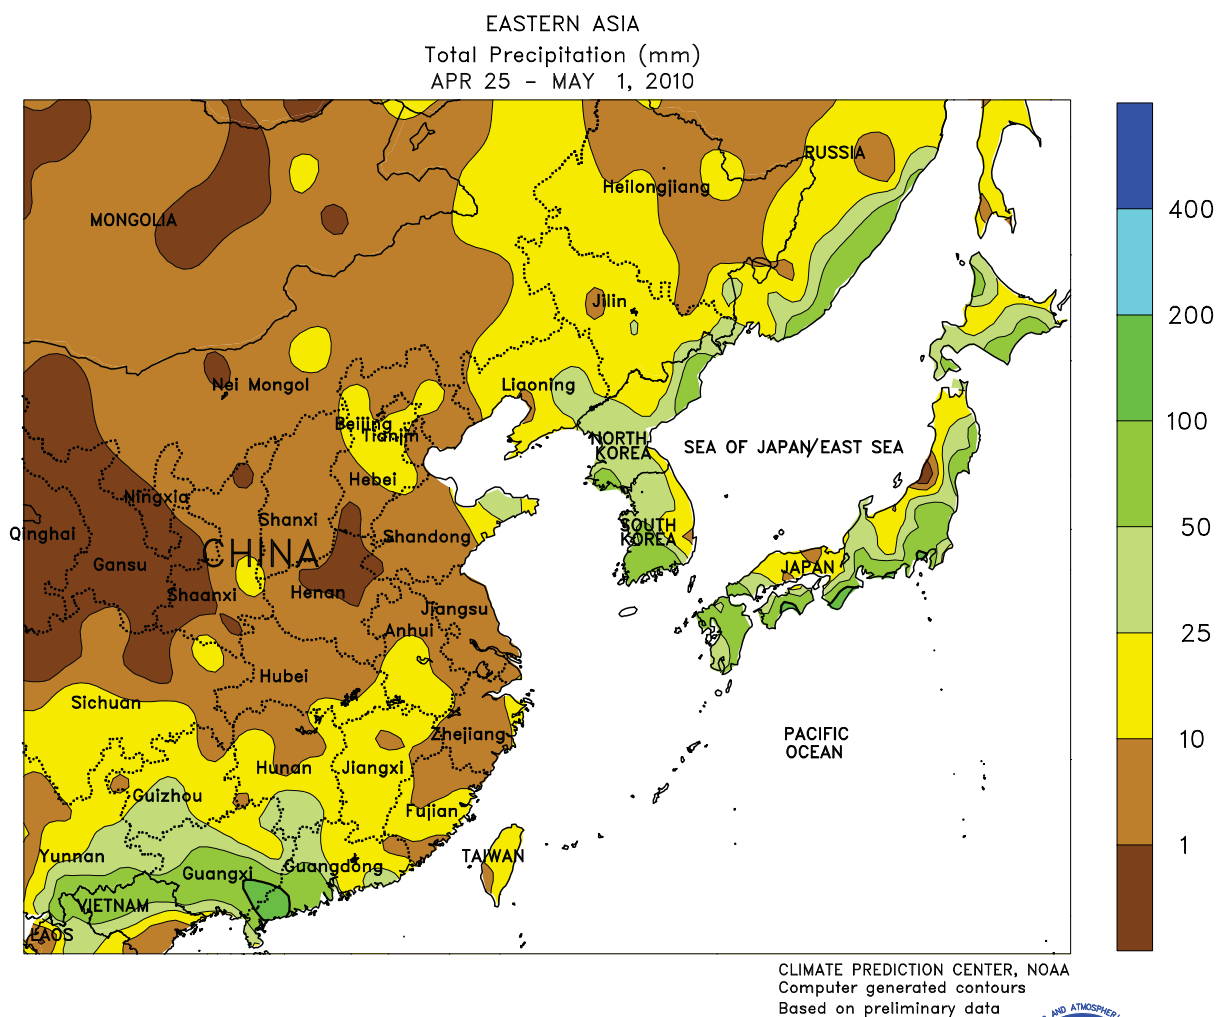 EASTERN ASIA
Total Precipitation (mm)
APR 25 - MAY 1, 2010
RUSSIA
Heilongjiang
MONGOLIA
400
Jilin
200
Nei Mongol
Liaoning
Beijing
Tianjin
100
NORTH
KOREA
SEA OF JAPAN/EAST SEA
Hebei
Ningxia
Shanxi
Qinghai
Shandong
SOUTH
KOREA
50
CHINA
Gansu
JAPAN
Shaanxi
Henan
Jiangsu
Anhui
25
Hubei
Sichuan
Zhejiang
PACIFIC
OCEAN
10
Hunan
Jiangxi
Guizhou
Fujian
1
Yunnan
TAIWAN
Guangxi
Guangdong
VIETNAM
LAOS
CLIMATE PREDICTION CENTER, NOAA
Computer generated contours
Based on preliminary data
AND ATMOSPHERI